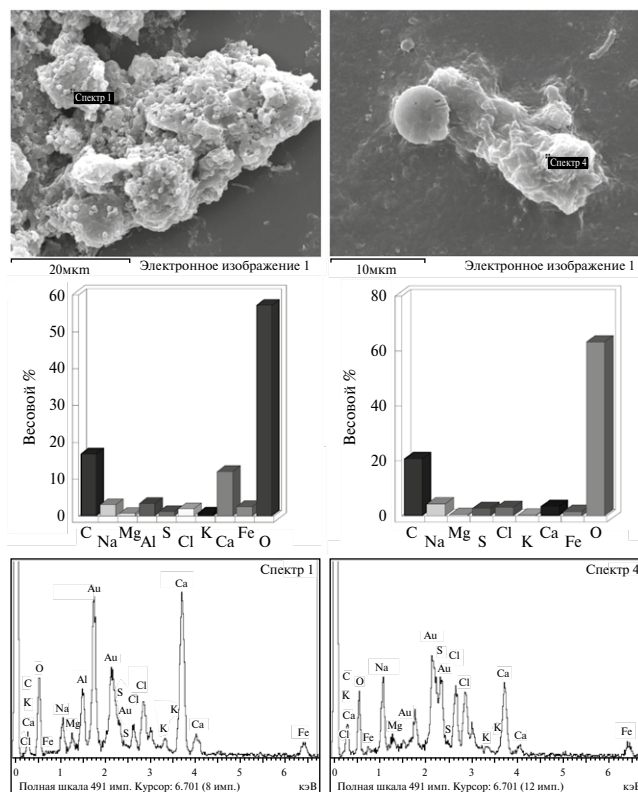 Спектр 1
Спектр 4
20мкm
Электронное изображение 1
10мкm
Электронное изображение 1
Весовой %
60
50
40
30
20
10
0
C Na Mg Al S Cl K Ca Fe O
Весовой %
80
60
40
20
0
C Na Mg S Cl K Ca Fe O
Спектр 1
C
K
Ca
Cl
O
Fe
Na
Mg
Al
Au
Au
S
Au
S
Cl
Cl
K
K
Ca
Ca
Fe
0 1 2 3 4 5 6
Полная шкала 491 имп. Курсор: 6.701 (8 имп.)
кэВ
Спектр 4
C
K
Ca
Cl
O
Fe
Na
Mg
Au
Au
S
Au
S
Cl
Cl
K
K
Ca
Ca
Fe
0 1 2 3 4 5 6
Полная шкала 491 имп. Курсор: 6.701 (12 имп.)